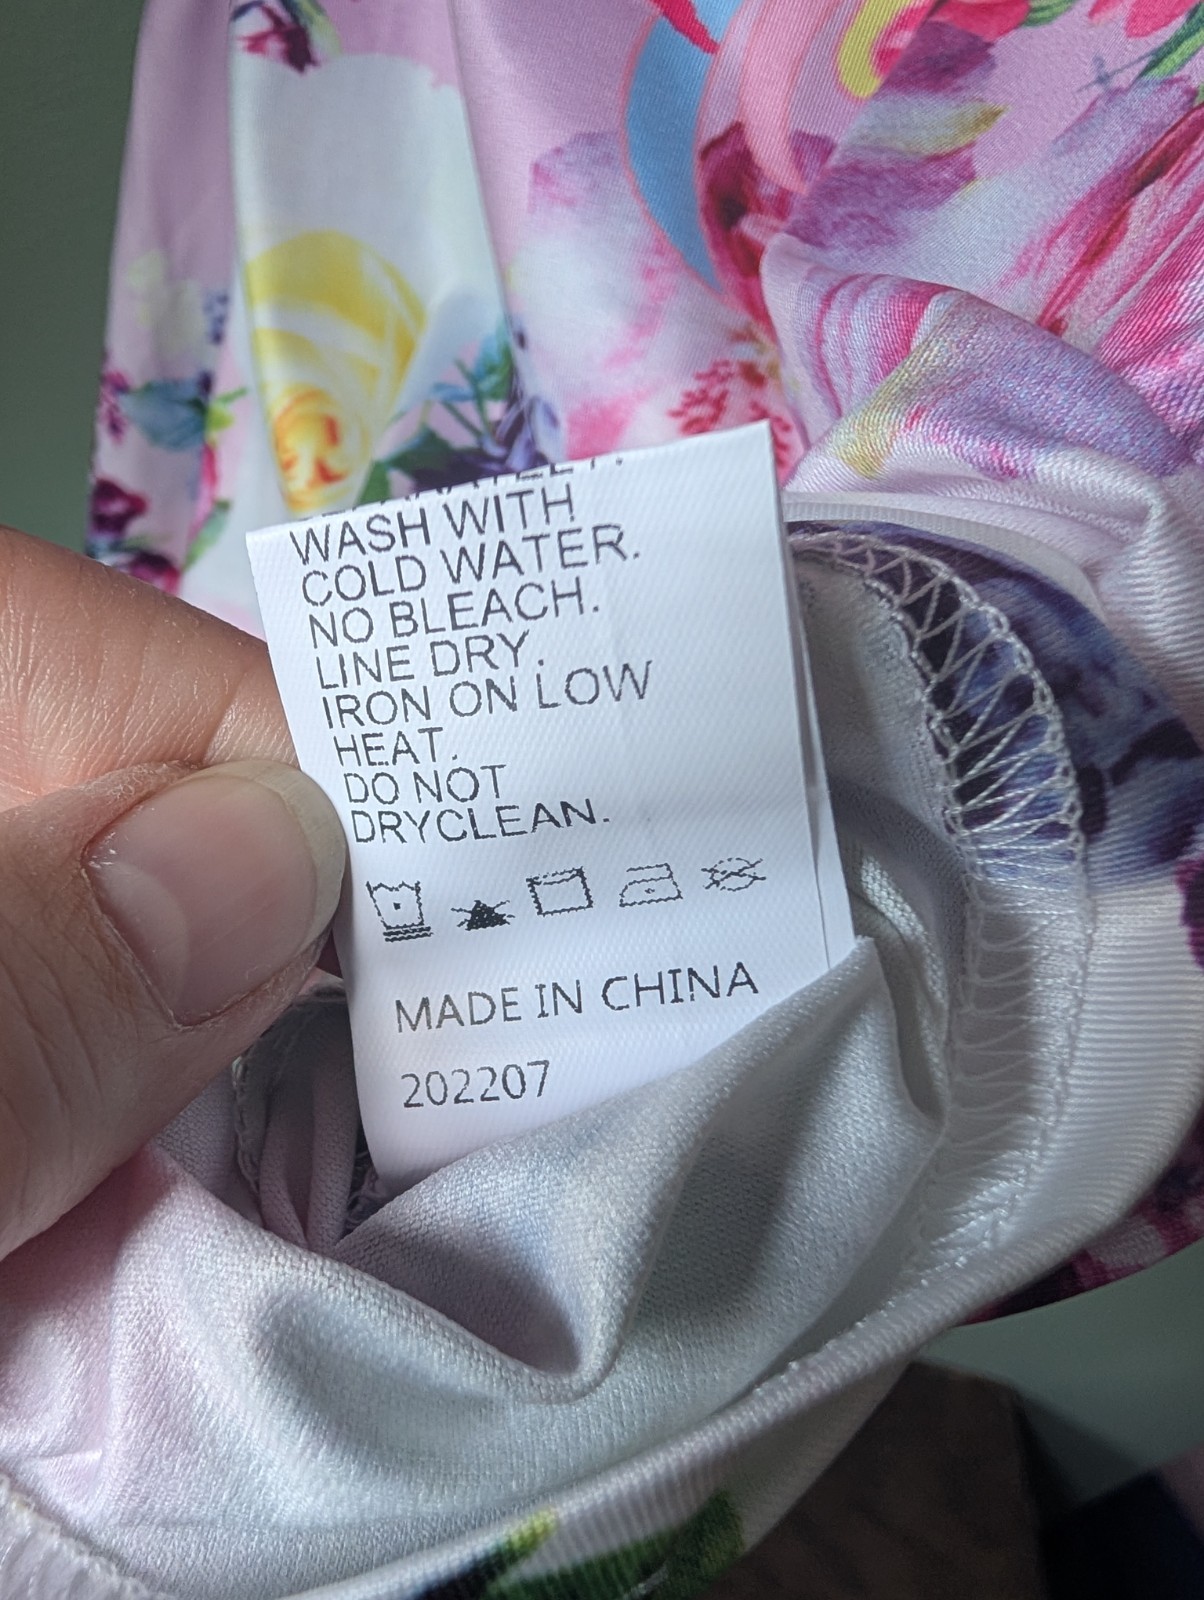 WASH WITH
COLD WATER.
NO BLEACH.
LINE DRY.
IRON ON LOW
HEAT.
DO NOT
DRYCLEAN.
MADE IN CHINA
202207